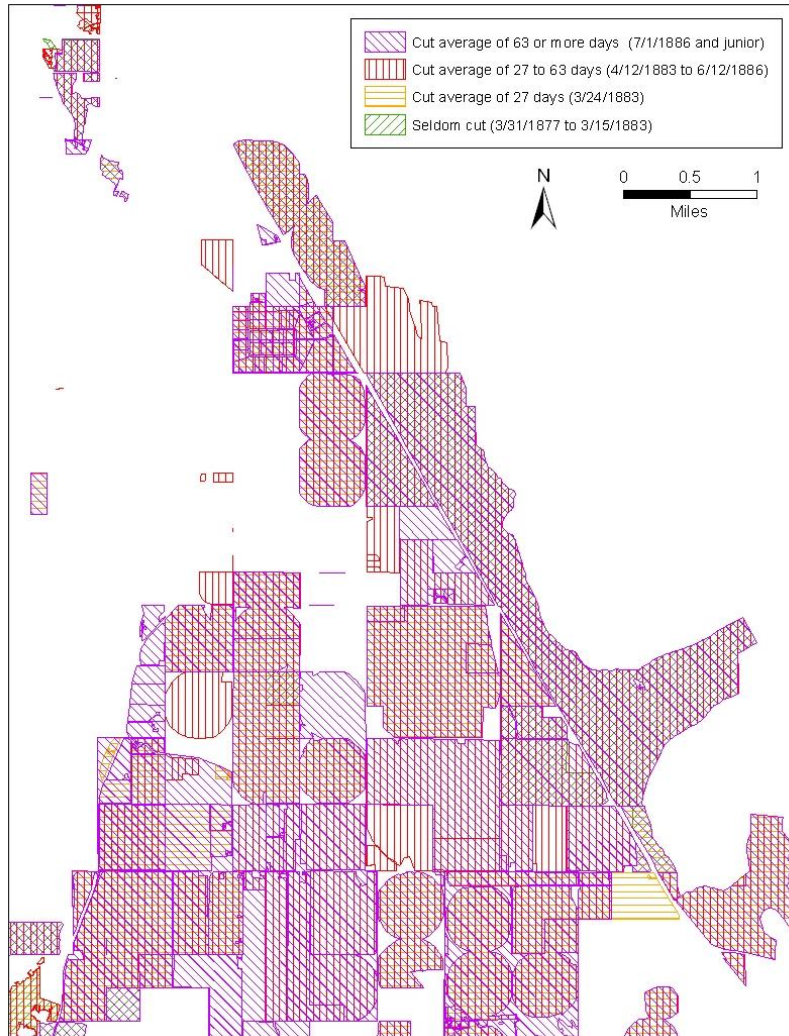 Cut average of 63 or more days (7/1/1886 and junior)
Cut average of 27 to 63 days (4/12/1883 to 6/12/1886)
Cut average of 27 days (3/24/1883)
Seldom cut (3/31/1877 to 3/15/1883)
N
0 0.5 1
Miles